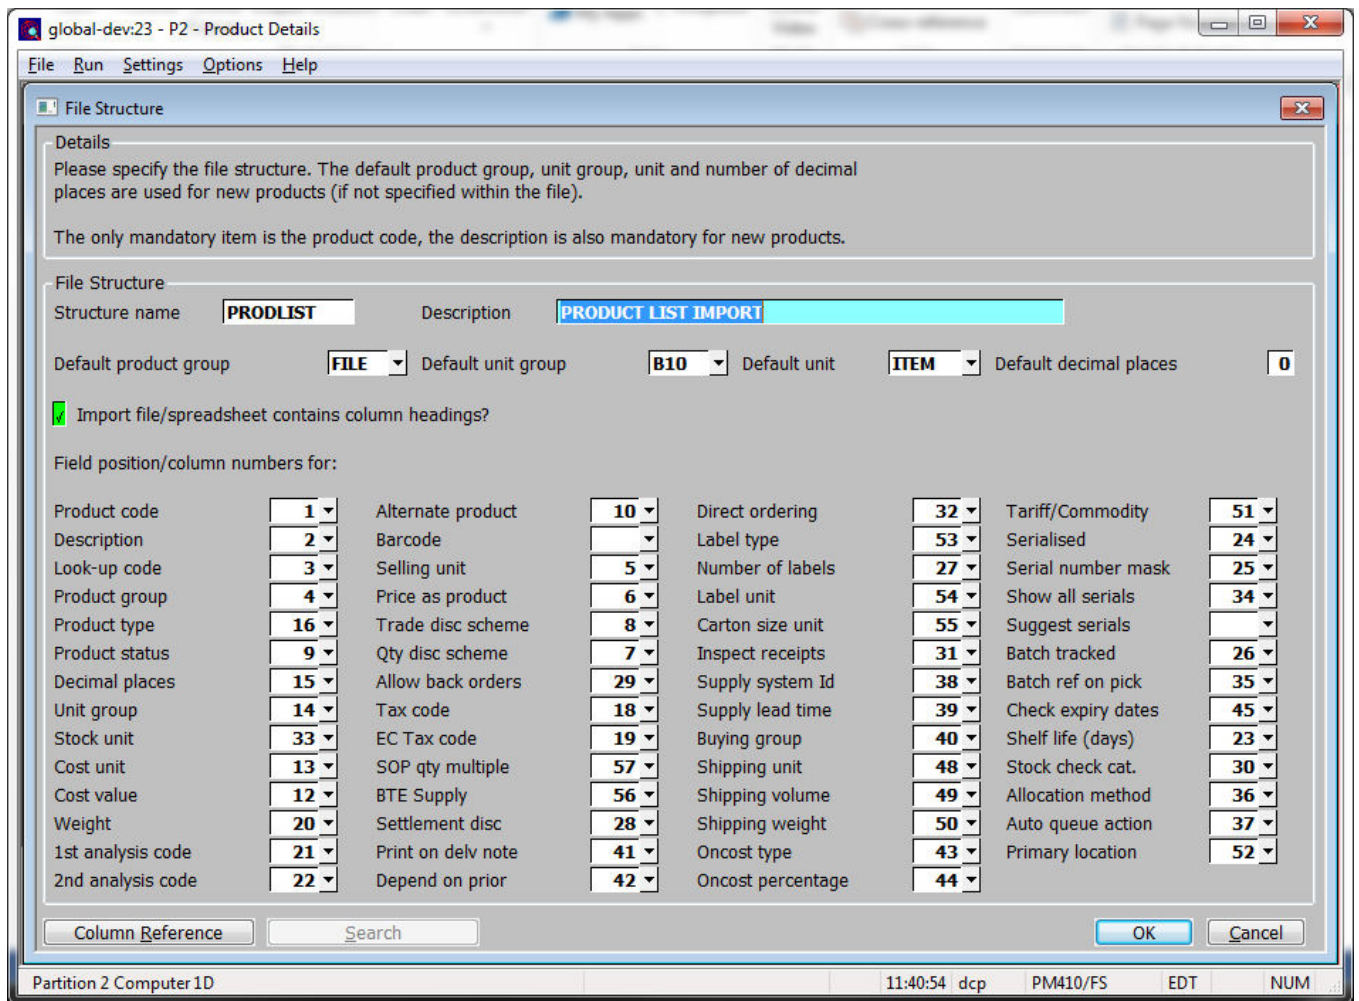 global-dev:23 - P2 - Product Details
File Run Settings Options Help
File Structure
Details
Please specify the file structure. The default product group, unit group, unit and number of decimal
places are used for new products (if not specified within the file).
The only mandatory item is the product code, the description is also mandatory for new products.
File Structure
Structure name PRODLIST Description PRODUCT LIST IMPORT
Default product group FILE Default unit group B10 Default unit ITEM Default decimal places 0
√ Import file/spreadsheet contains column headings?
Field position/column numbers for:
Product code 1 Alternate product 10 Direct ordering 32 Tariff/Commodity 51
Description 2 Barcode Label type 53 Serialised 24
Look-up code 3 Selling unit 5 Number of labels 27 Serial number mask 25
Product group 4 Price as product 6 Label unit 54 Show all serials 34
Product type 16 Trade disc scheme 8 Carton size unit 55 Suggest serials
Product status 9 Qty disc scheme 7 Inspect receipts 31 Batch tracked 26
Decimal places 15 Allow back orders 29 Supply system Id 38 Batch ref on pick 35
Unit group 14 Tax code 18 Supply lead time 39 Check expiry dates 45
Stock unit 33 EC Tax code 19 Buying group 40 Shelf life (days) 23
Cost unit 13 SOP qty multiple 57 Shipping unit 48 Stock check cat. 30
Cost value 12 BTE Supply 56 Shipping volume 49 Allocation method 36
Weight 20 Settlement disc 28 Shipping weight 50 Auto queue action 37
1st analysis code 21 Print on delv note 41 Oncost type 43 Primary location 52
2nd analysis code 22 Depend on prior 42 Oncost percentage 44
Column Reference Search OK Cancel
Partition 2 Computer 1D 11:40:54 dcp PM410/FS EDT NUM